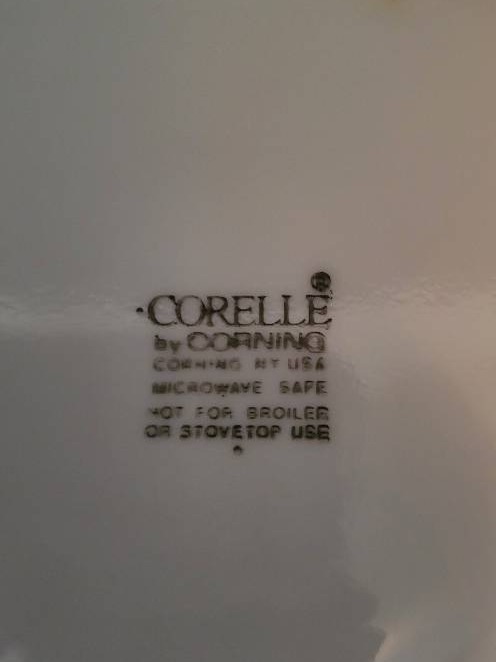 CORELLE®
by CORNING
CORNING NY USA
MICROWAVE SAFE
NOT FOR BROILER
OR STOVETOP USE